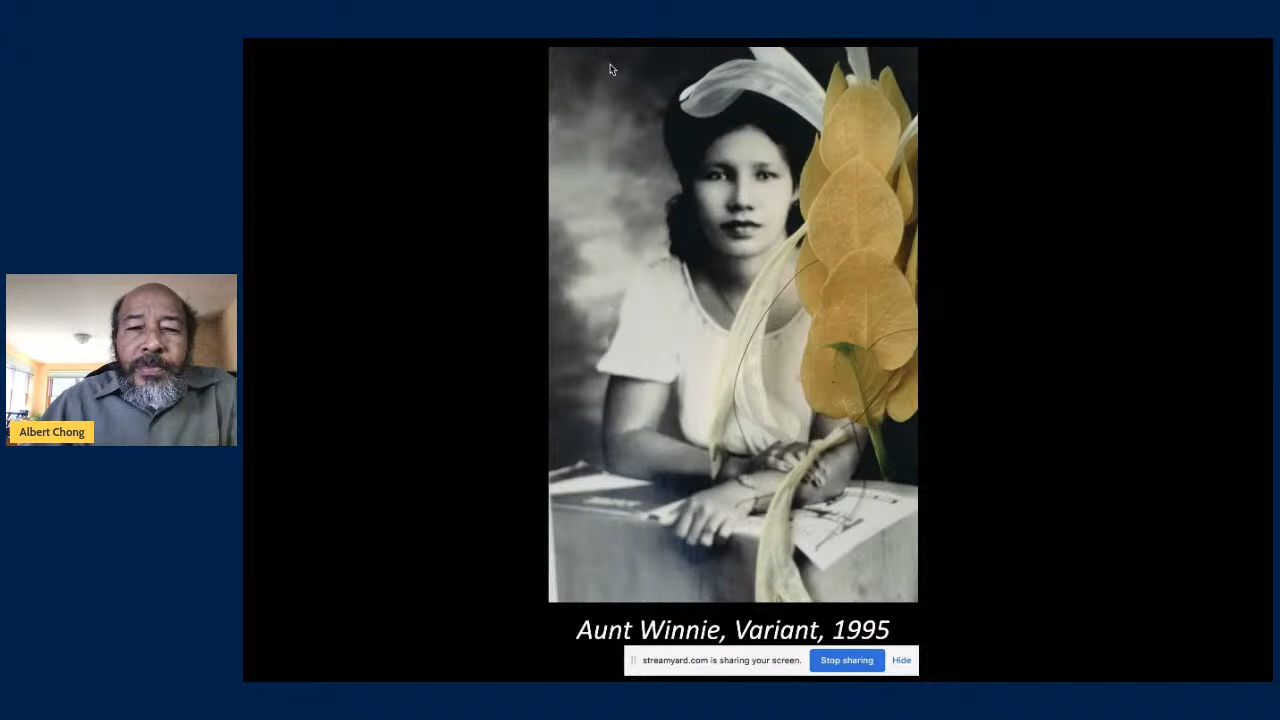 Albert Chong
Aunt Winnie, Variant, 1995
streamyard.com is sharing your screen. Stop sharing Hide